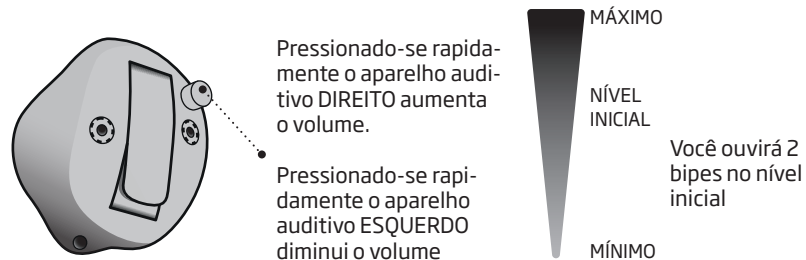 Pressionado-se rapida-
mente o aparelho audi-
tivo DIREITO aumenta
o volume.
Pressionado-se rapi-
damente o aparelho
auditivo ESQUERDO
diminui o volume
MÁXIMO
NÍVEL
INICIAL
MÍNIMO
Você ouvirá 2
bipes no nível
inicial